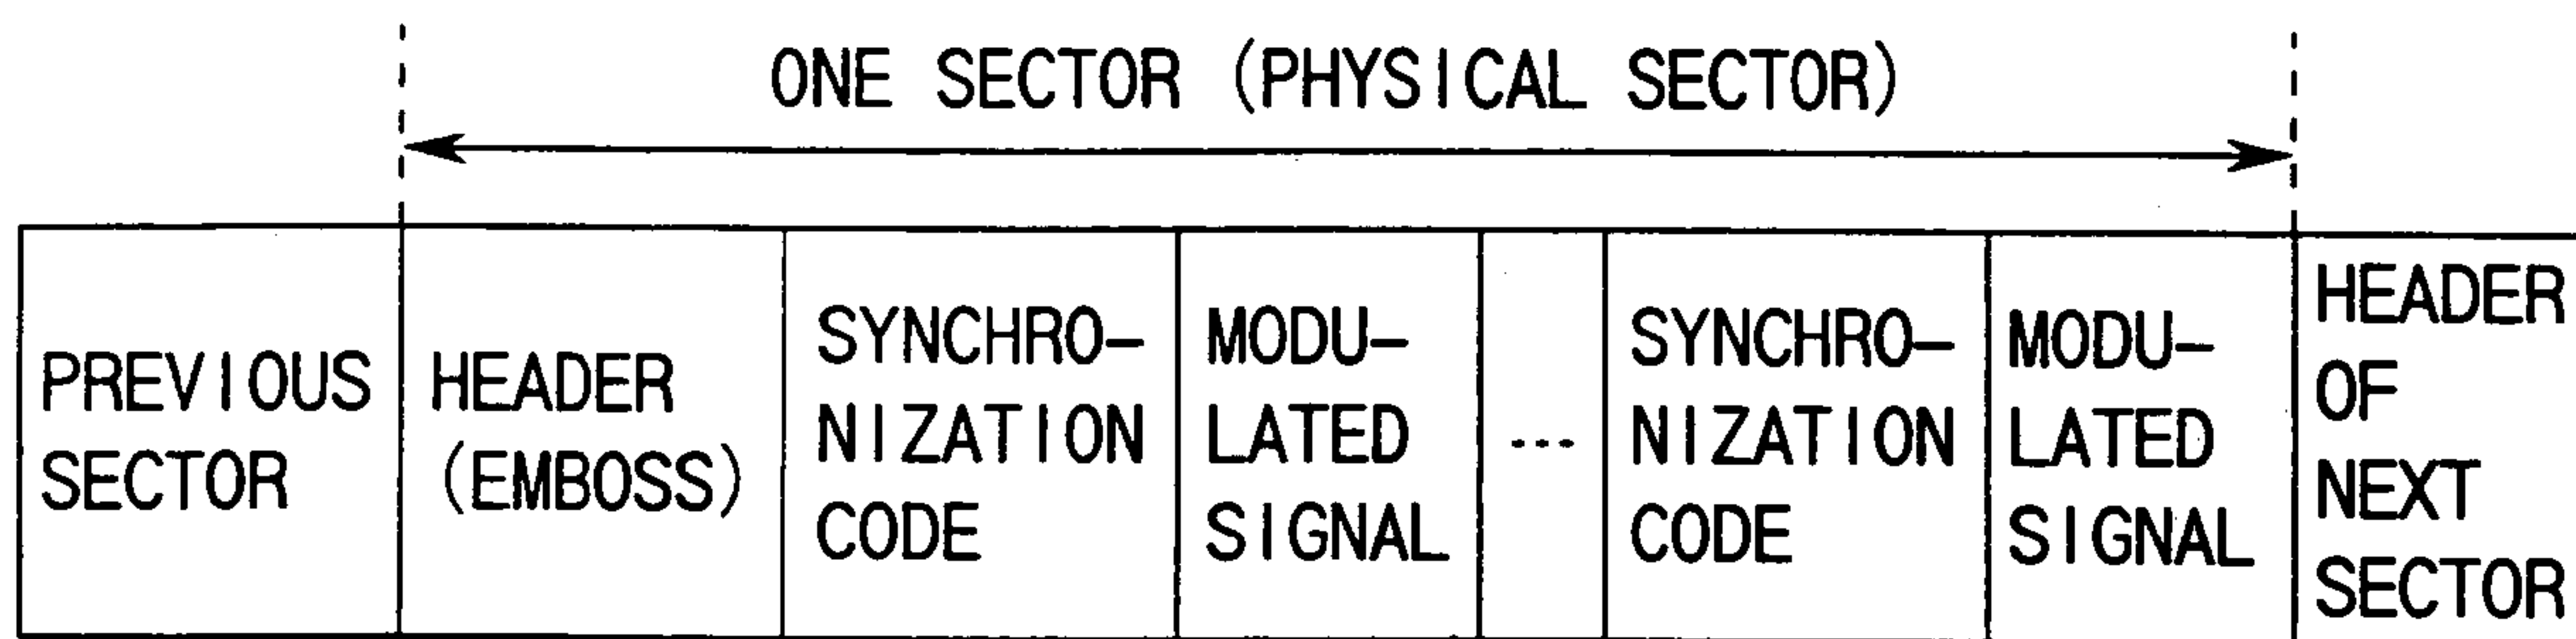 ONE SECTOR (PHYSICAL SECTOR)
PREVIOUS
SECTOR
HEADER
(EMBOSS)
SYNCHRO-
NIZATION
CODE
MODU-
LATED
SIGNAL
...
SYNCHRO-
NIZATION
CODE
MODU-
LATED
SIGNAL
HEADER
OF
NEXT
SECTOR